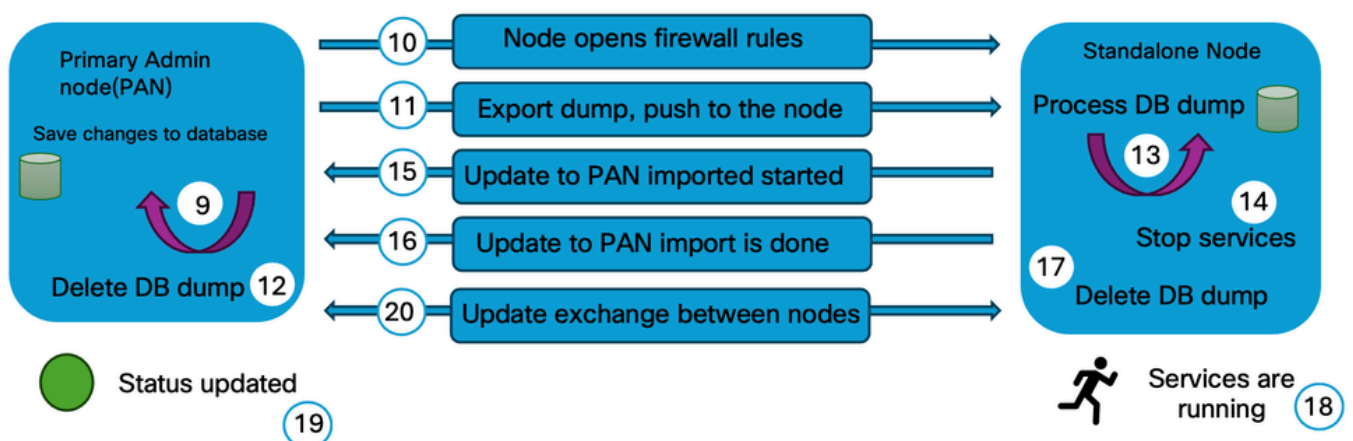 Primary Admin
node(PAN)
Save changes to database
9
Delete DB dump 12
Status updated
19
10 Node opens firewall rules
11 Export dump, push to the node
15 Update to PAN imported started
16 Update to PAN import is done
20 Update exchange between nodes
Standalone Node
Process DB dump
13
14
Stop services
17
Delete DB dump
Services are
running 18